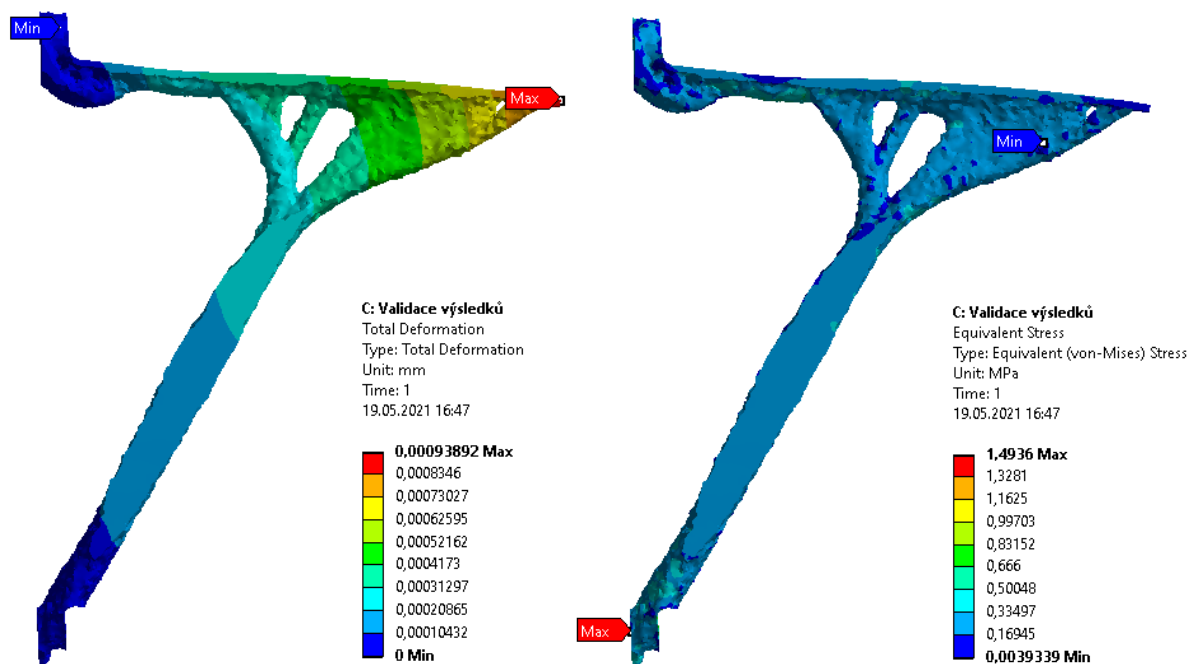 Min
Max
C: Validace výsledků
Total Deformation
Type: Total Deformation
Unit: mm
Time: 1
19.05.2021 16:47
0,00093892 Max
0,0008346
0,00073027
0,00062595
0,00052162
0,0004173
0,00031297
0,00020865
0,00010432
0 Min
Min
Max
C: Validace výsledků
Equivalent Stress
Type: Equivalent (von-Mises) Stress
Unit: MPa
Time: 1
19.05.2021 16:47
1,4936 Max
1,3281
1,1625
0,99703
0,83152
0,666
0,50048
0,33497
0,16945
0,0039339 Min